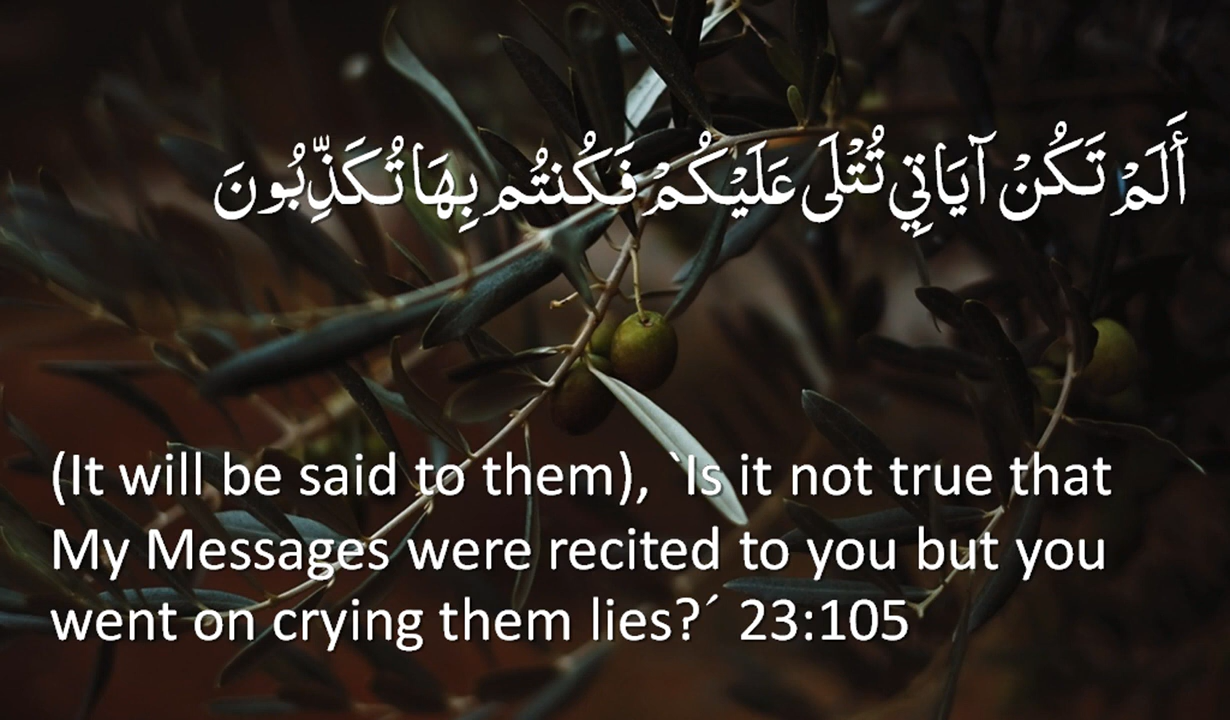 أَلَمْ تَكُنْ آيَاتِي تُتْلَى عَلَيْكُمْ فَكُنتُم بِهَا تُكَذِّبُونَ
(It will be said to them), `Is it not true that
My Messages were recited to you but you
went on crying them lies?´ 23:105